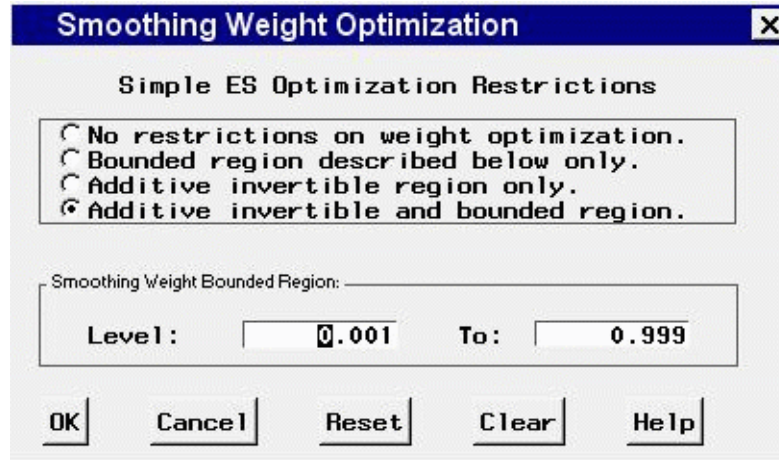 Smoothing Weight Optimization
Simple ES Optimization Restrictions
No restrictions on weight optimization.
Bounded region described below only.
Additive invertible region only.
Additive invertible and bounded region.
Smoothing Weight Bounded Region:
Level: 0.001 To: 0.999
OK Cancel Reset Clear Help